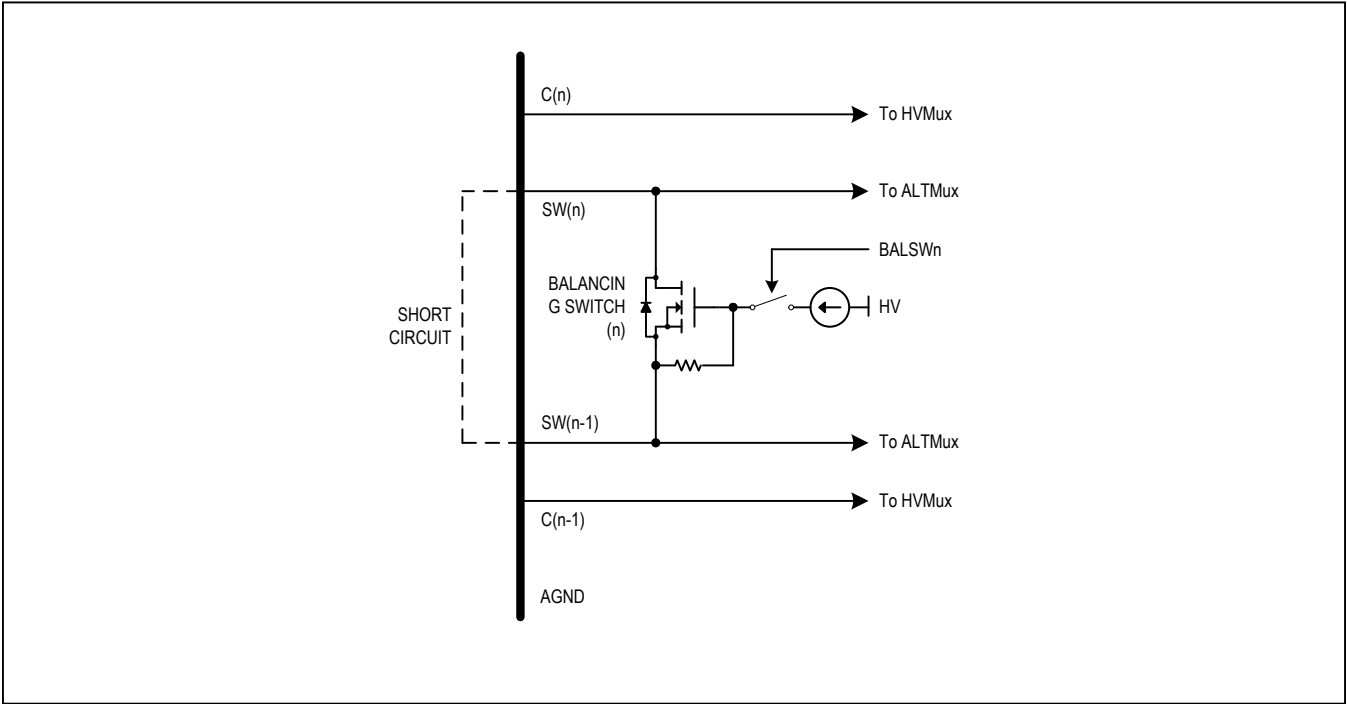 C(n)
To HVMux
To ALTMux
SW(n)
BALSWn
BALANCIN
G SWITCH
(n)
HV
SHORT
CIRCUIT
SW(n-1)
To ALTMux
To HVMux
C(n-1)
AGND